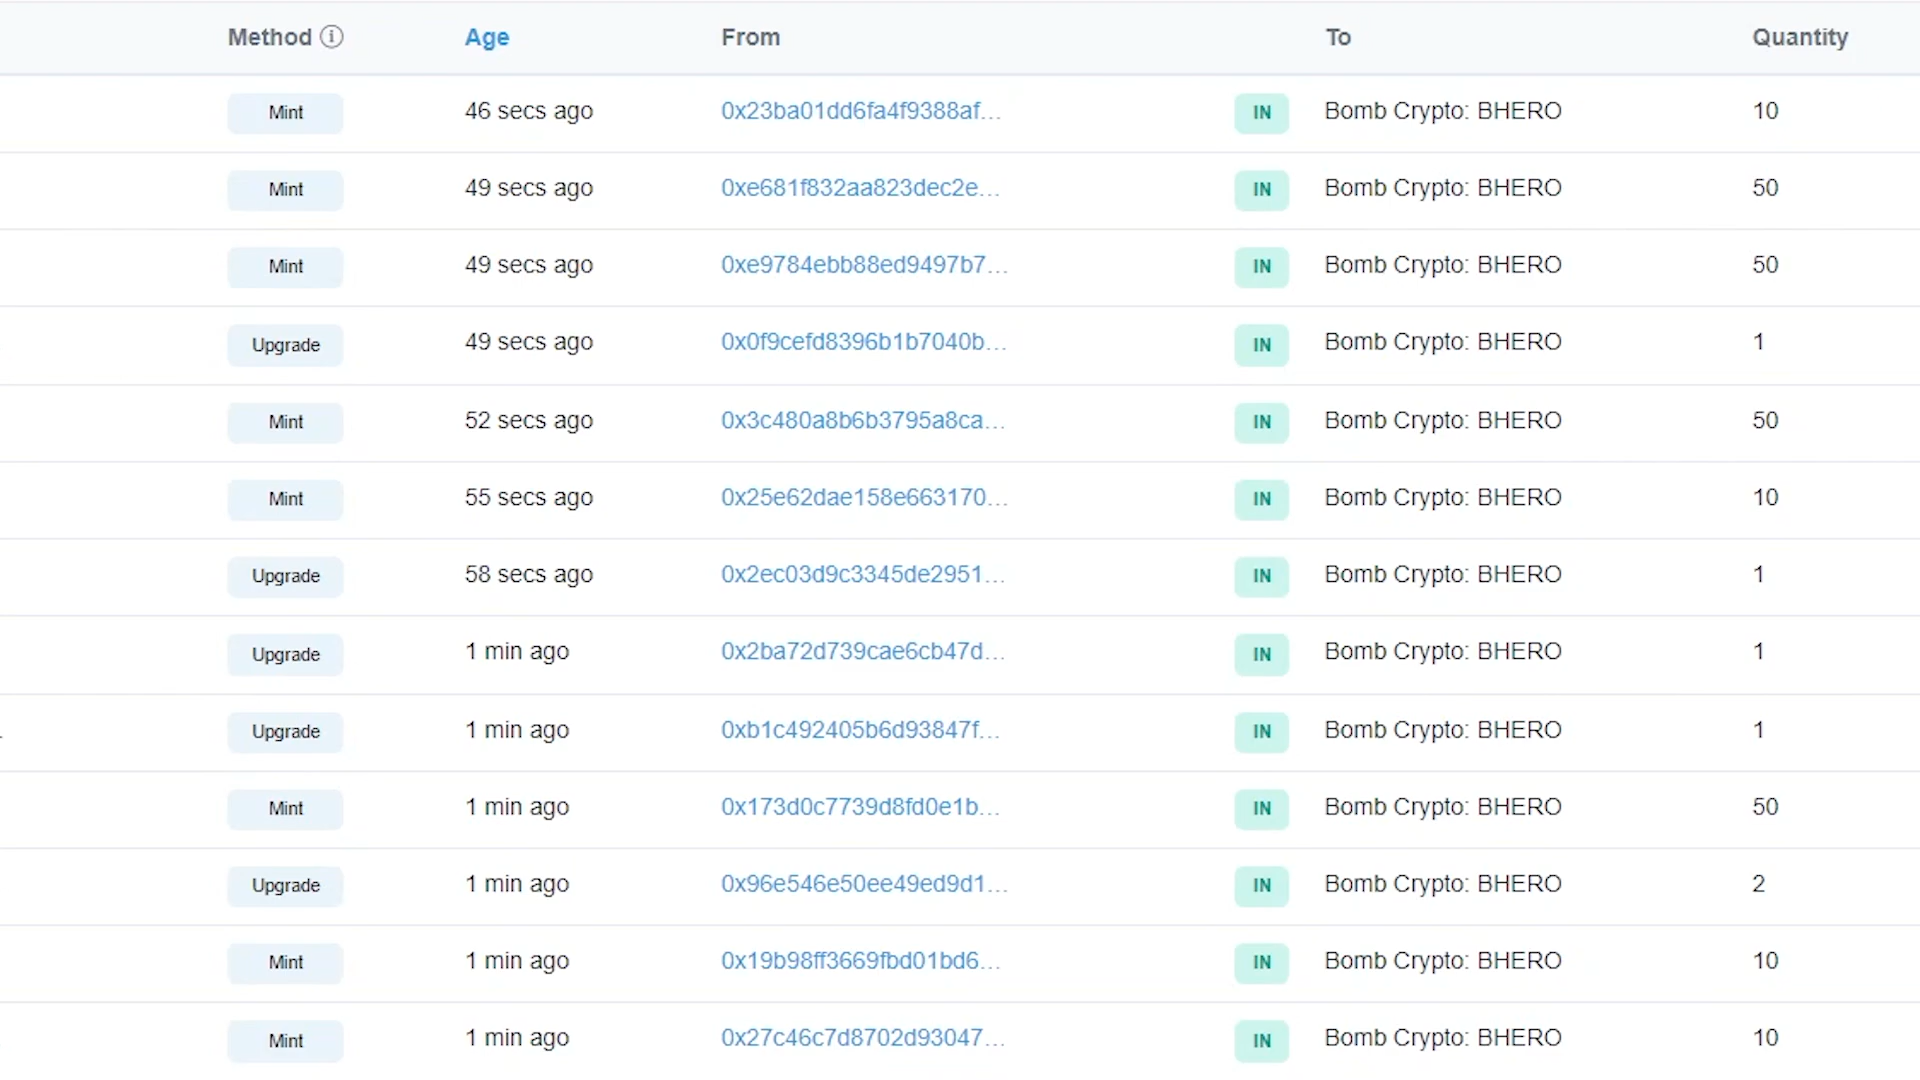 Method Age From To Quantity
Mint 46 secs ago 0x23ba01dd6fa4f9388af... IN Bomb Crypto: BHERO 10
Mint 49 secs ago 0xe681f832aa823dec2e... IN Bomb Crypto: BHERO 50
Mint 49 secs ago 0xe9784ebb88ed9497b7... IN Bomb Crypto: BHERO 50
Upgrade 49 secs ago 0x0f9cefd8396b1b7040b... IN Bomb Crypto: BHERO 1
Mint 52 secs ago 0x3c480a8b6b3795a8ca... IN Bomb Crypto: BHERO 50
Mint 55 secs ago 0x25e62dae158e663170... IN Bomb Crypto: BHERO 10
Upgrade 58 secs ago 0x2ec03d9c3345de2951... IN Bomb Crypto: BHERO 1
Upgrade 1 min ago 0x2ba72d739cae6cb47d... IN Bomb Crypto: BHERO 1
Upgrade 1 min ago 0xb1c492405b6d93847f... IN Bomb Crypto: BHERO 1
Mint 1 min ago 0x173d0c7739d8fd0e1b... IN Bomb Crypto: BHERO 50
Upgrade 1 min ago 0x96e546e50ee49ed9d1... IN Bomb Crypto: BHERO 2
Mint 1 min ago 0x19b98ff3669fbd01bd6... IN Bomb Crypto: BHERO 10
Mint 1 min ago 0x27c46c7d8702d93047... IN Bomb Crypto: BHERO 10